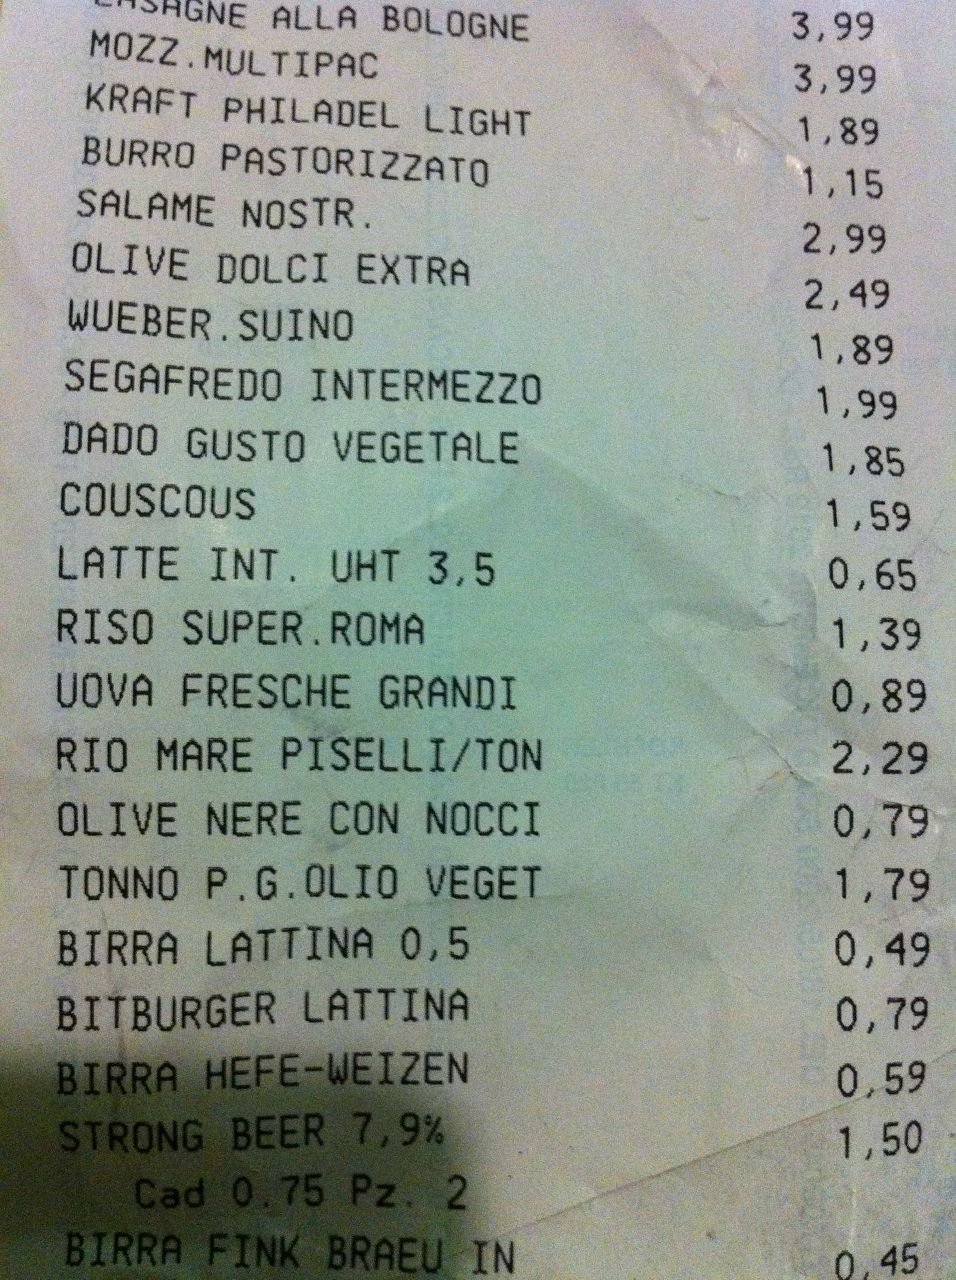 LASAGNE ALLA BOLOGNE 3,99
MOZZ.MULTIPAC 3,99
KRAFT PHILADEL LIGHT 1,89
BURRO PASTORIZZATO 1,15
SALAME NOSTR. 2,99
OLIVE DOLCI EXTRA 2,49
WUEBER.SUINO 1,89
SEGAFREDO INTERMEZZO 1,99
DADO GUSTO VEGETALE 1,85
COUSCOUS 1,59
LATTE INT. UHT 3,5 0,65
RISO SUPER.ROMA 1,39
UOVA FRESCHE GRANDI 0,89
RIO MARE PISELLI/TON 2,29
OLIVE NERE CON NOCCI 0,79
TONNO P.G.OLIO VEGET 1,79
BIRRA LATTINA 0,5 0,49
BITBURGER LATTINA 0,79
BIRRA HEFE-WEIZEN 0,59
STRONG BEER 7,9% 1,50
Cad 0.75 Pz. 2
BIRRA FINK BRAEU IN 0,45